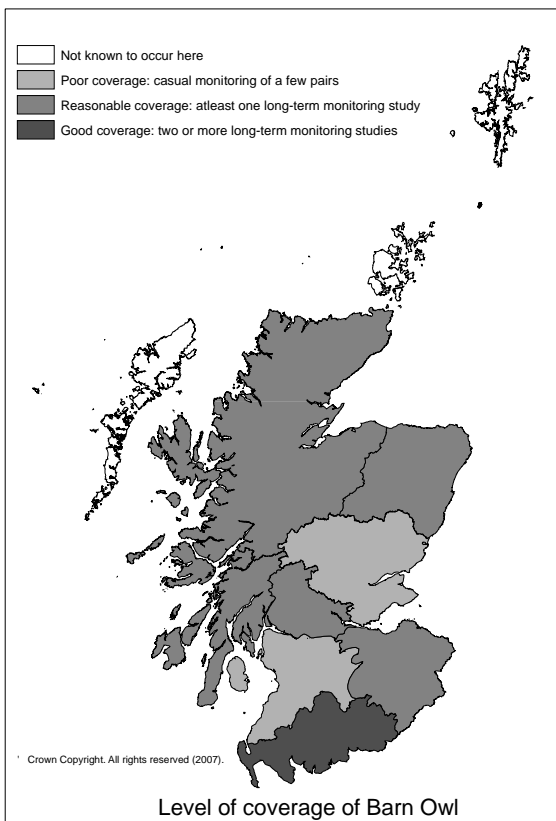 Not known to occur here
Poor coverage: casual monitoring of a few pairs
Reasonable coverage: atleast one long-term monitoring study
Good coverage: two or more long-term monitoring studies
' Crown Copyright. All rights reserved (2007).
Level of coverage of Barn Owl